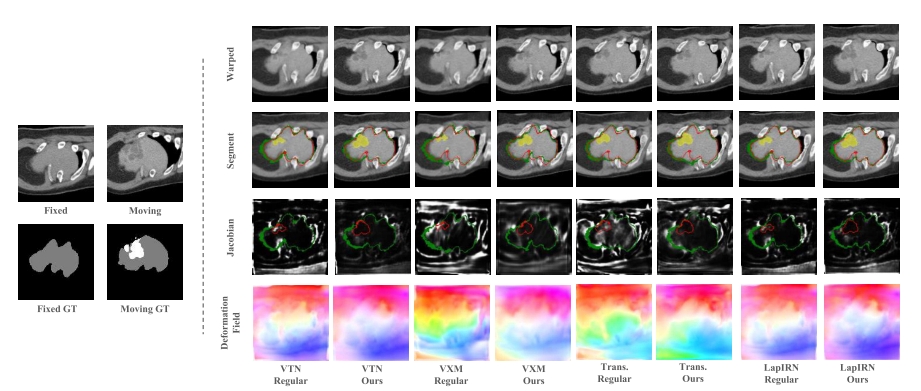 Warped
Segment
Fixed
Moving
Jacobian
Fixed GT
Moving GT
Deformation
Field
VTN
Regular
VTN
Ours
VXM
Regular
VXM
Ours
Trans.
Regular
Trans.
Ours
LapIRN
Regular
LapIRN
Ours